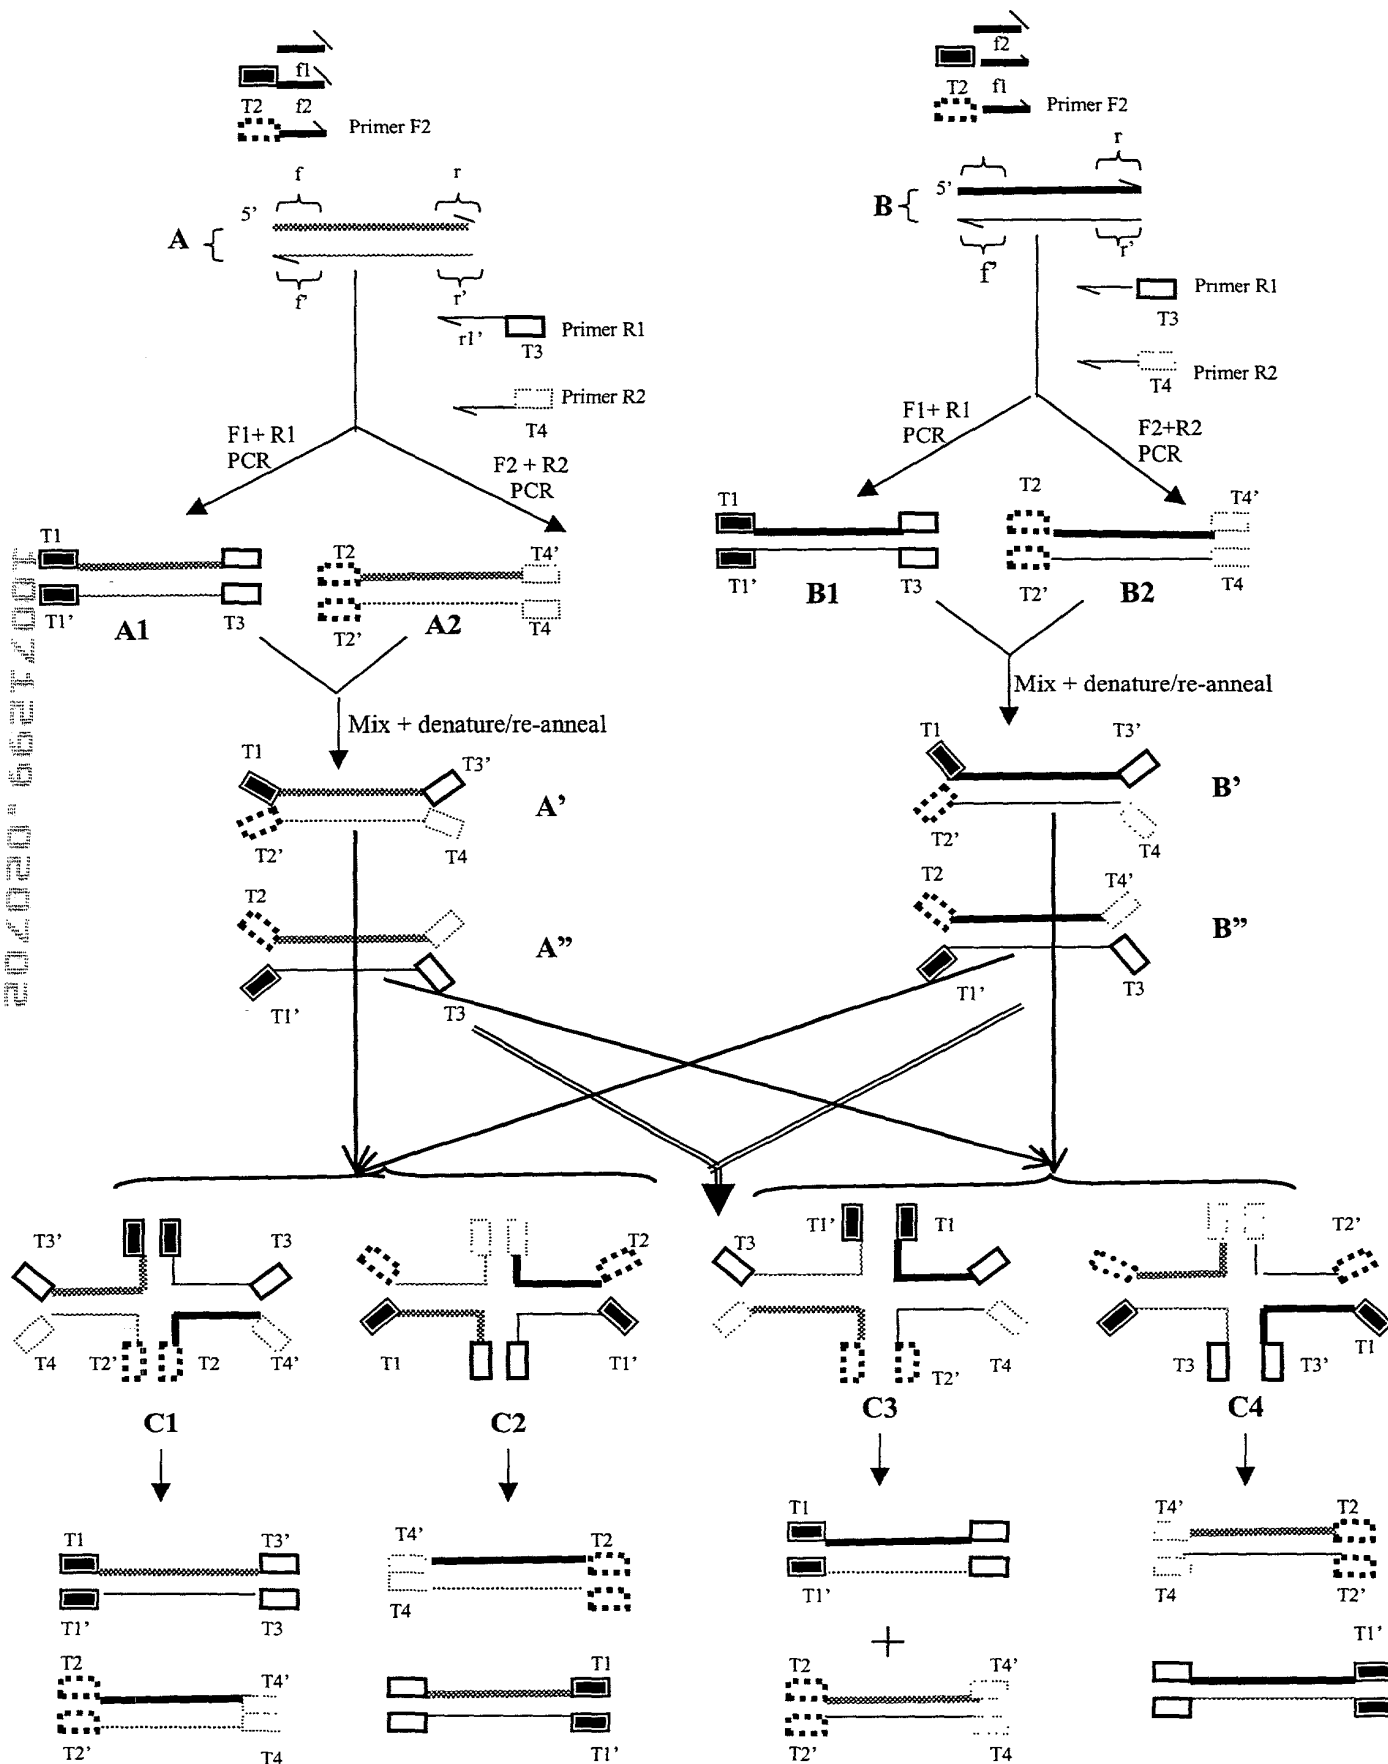 f1
T2 f2
Primer F2
f r
5’
A
f’ r’
r1’ T3 Primer R1
Primer R2
T4
F1+ R1
PCR
F2 + R2
PCR
T1
T1’ A1 T3
T2 T4’
T2’ A2 T4
Mix + denature/re-anneal
T1 T3’
A’
T2’ T4
T2
A”
T1’ T3
f2
T2 f1
Primer F2
r
5’
B
f’ r’
Primer R1
T3
Primer R2
T4
F1+ R1
PCR
F2+R2
PCR
T1
T1’ B1 T3
T2 T4’
T2’ B2 T4
Mix + denature/re-anneal
T1 T3’
B’
T2’ T4
T2 T4’
B”
T1’ T3
10071299.020702
T3’ T3
T4 T2’ T2 T4’
C1
T2
T1 T1’
C2
T3 T1’ T1
T2’ T4
C3
T2’
T3 T3’ T1
C4
T1 T3’
T1’ T3
T2 T4’
T2’ T4
T4’ T2
T4
T1
T1’
T1
T1’
+
T2 T4’
T2’ T4
T4’ T2
T4 T2’
T1’